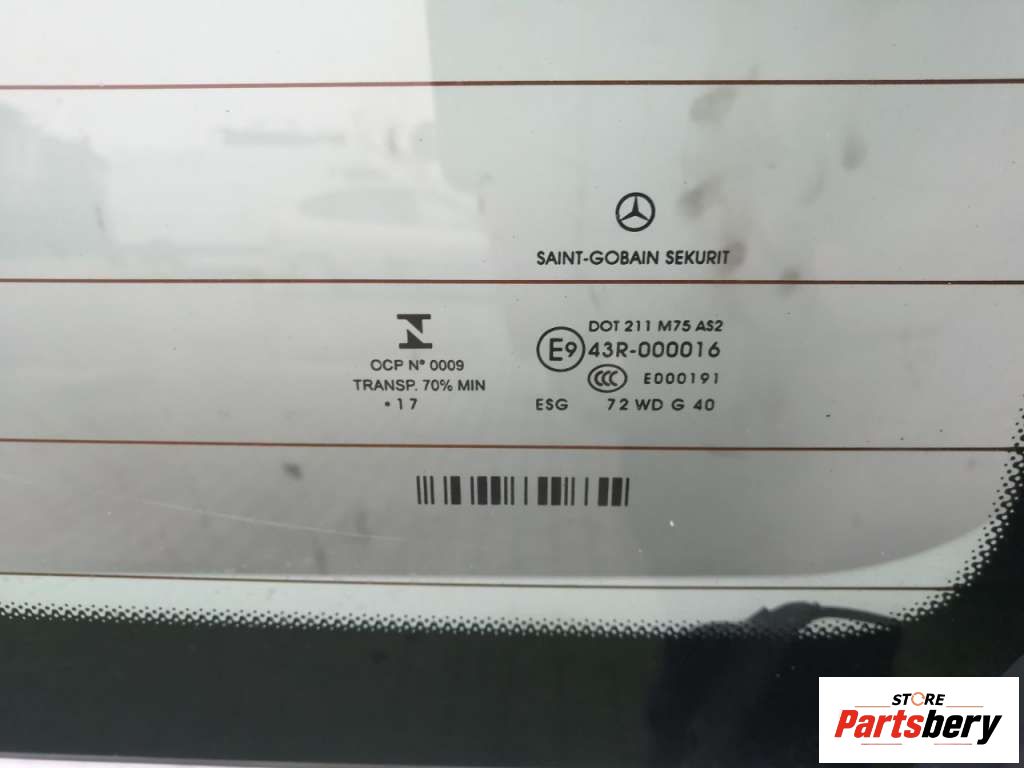 SAINT-GOBAIN SEKURIT
DOT 211 M75 AS2
E9 43R-000016
CCC E000191
ESG 72 WD G 40
N
OCP N° 0009
TRANSP. 70% MIN
•17
STORE
Partsbery